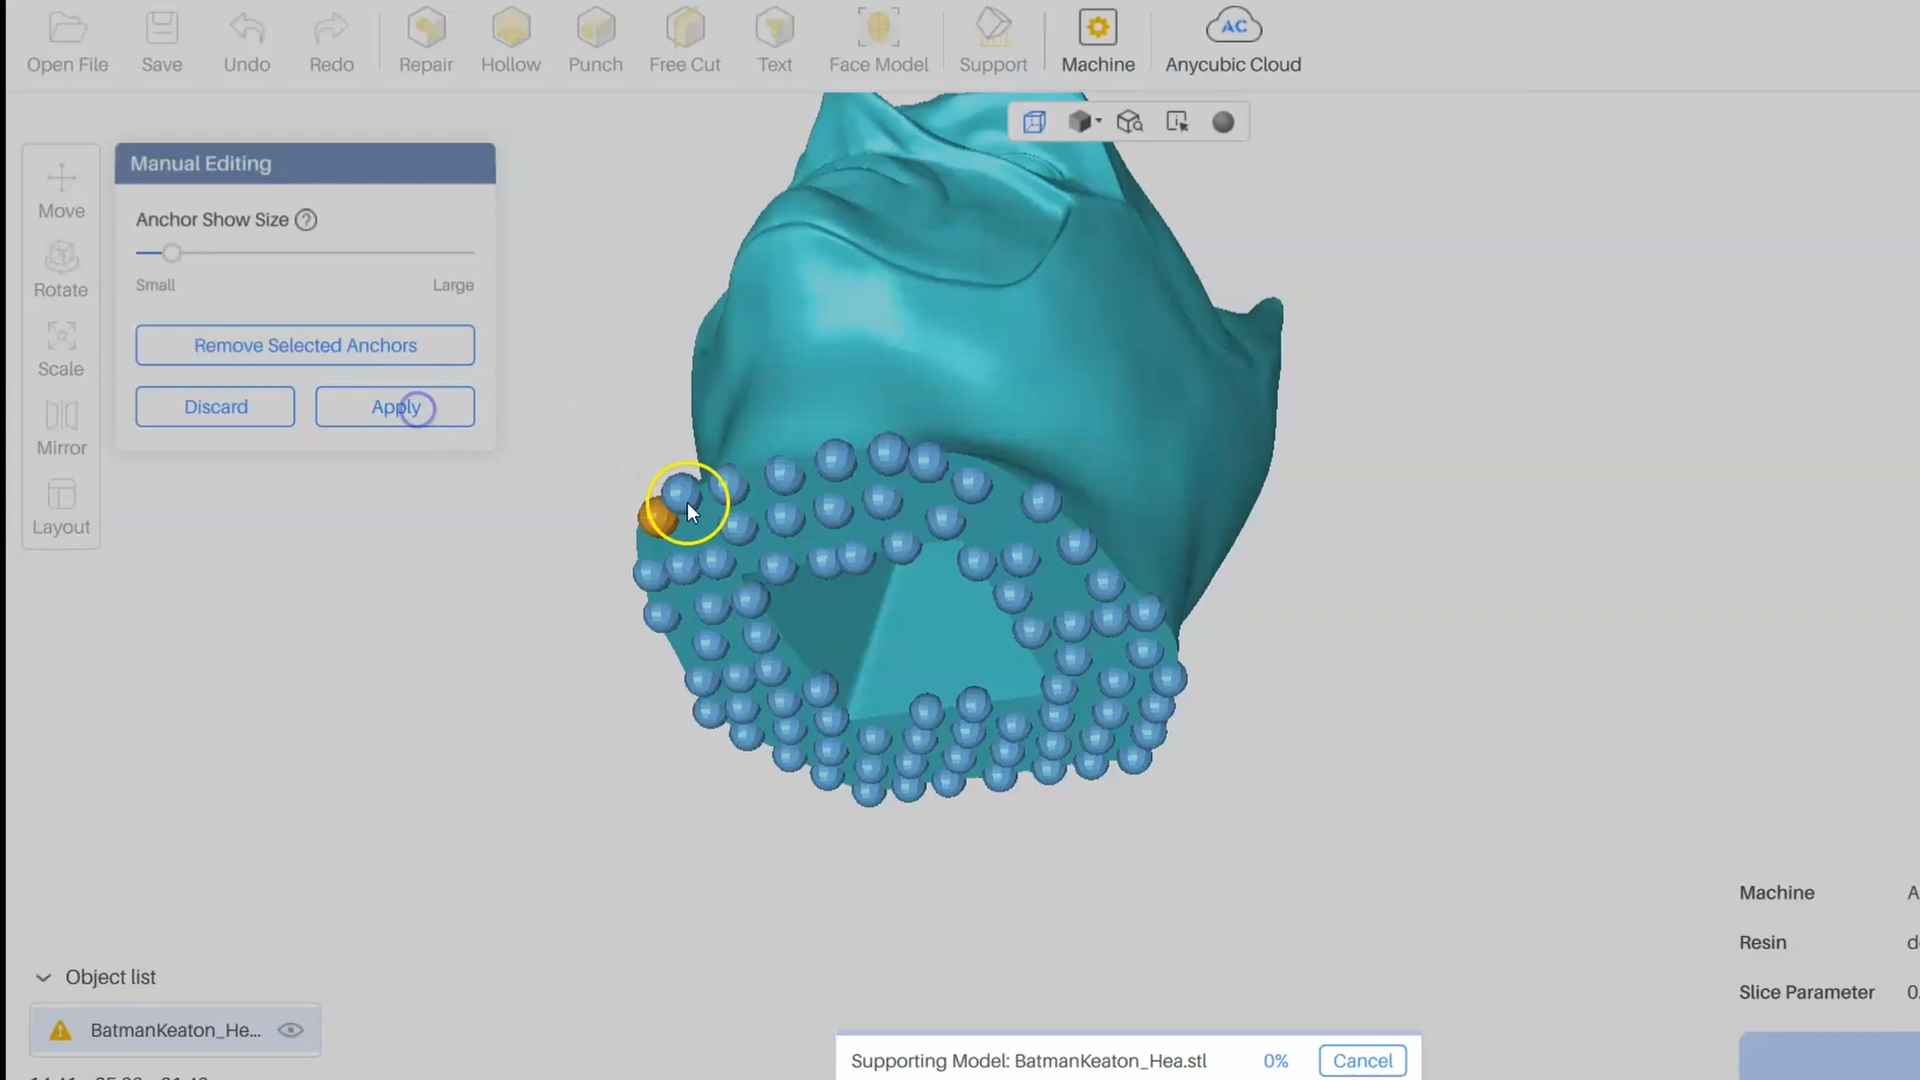 Open File
Save
Undo
Redo
Repair
Hollow
Punch
Free Cut
Text
Face Model
Support
Machine
AC
Anycubic Cloud
Move
Rotate
Scale
Mirror
Layout
Manual Editing
Anchor Show Size ?
Small Large
Remove Selected Anchors
Discard Apply
Machine A
Resin
Slice Parameter 0.
Object list
BatmanKeaton_He...
Supporting Model: BatmanKeaton_Hea.stl 0% Cancel